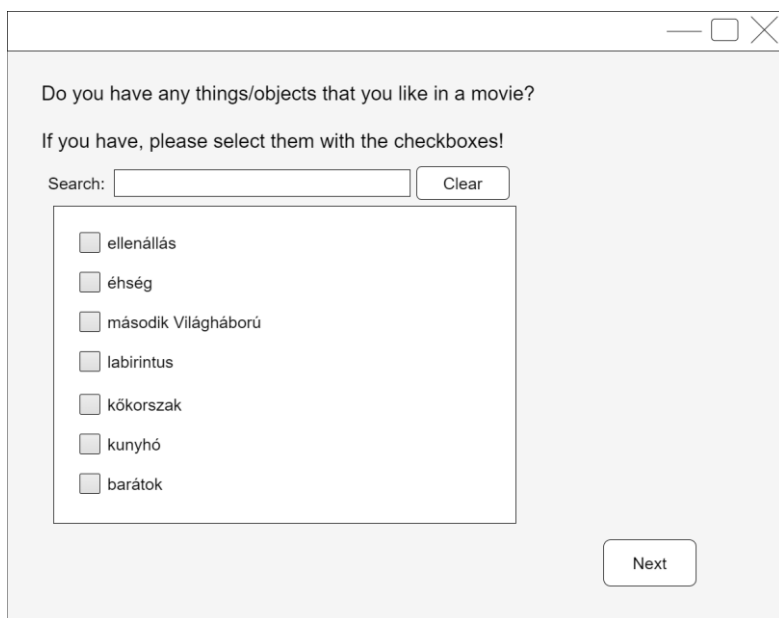 Do you have any things/objects that you like in a movie?
If you have, please select them with the checkboxes!
Search: Clear
ellenállás
éhség
második Világháború
labirintus
kőkorszak
kunyhó
barátok
Next